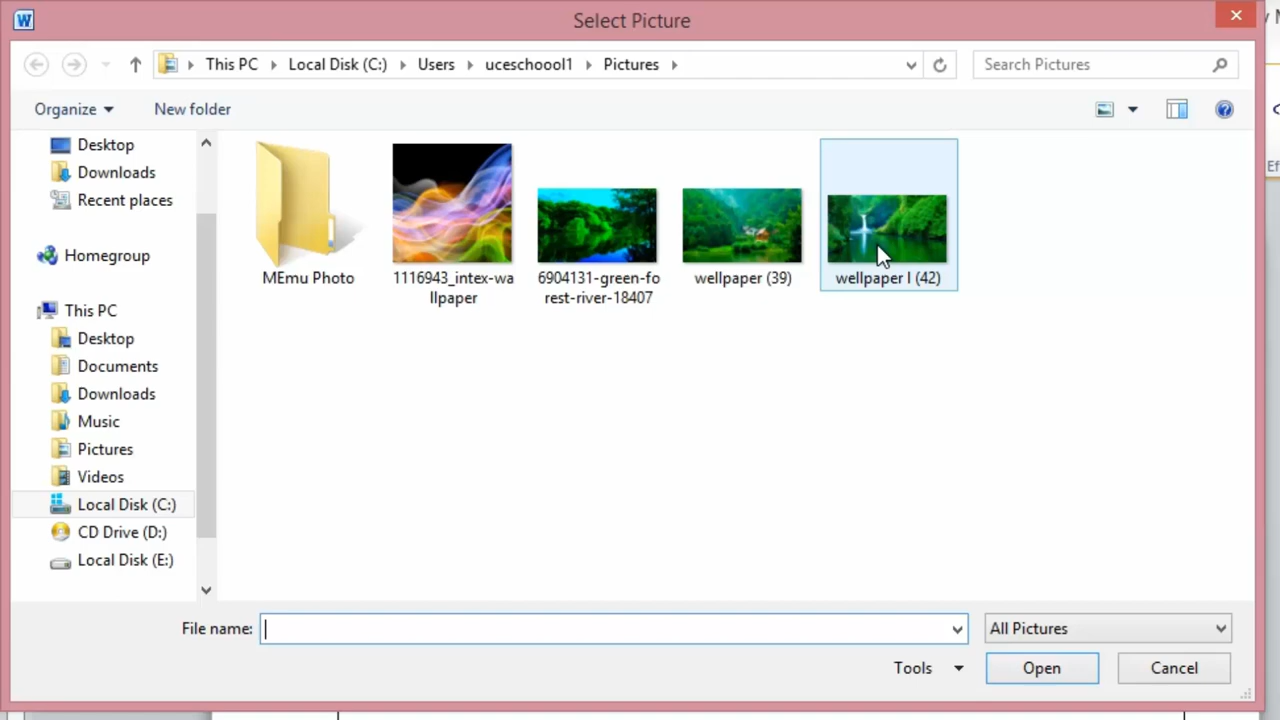 W
Select Picture
This PC
Local Disk (C:)
Users
uceschoool1
Pictures
Search Pictures
Organize
New folder
Desktop
Downloads
Recent places
Homegroup
This PC
Desktop
Documents
Downloads
Music
Pictures
Videos
Local Disk (C:)
CD Drive (D:)
Local Disk (E:)
MEmu Photo
1116943_intex-wa
llpaper
6904131-green-fo
rest-river-18407
wellpaper (39)
wellpaper l (42)
Ef
File name:
All Pictures
Tools
Open
Cancel